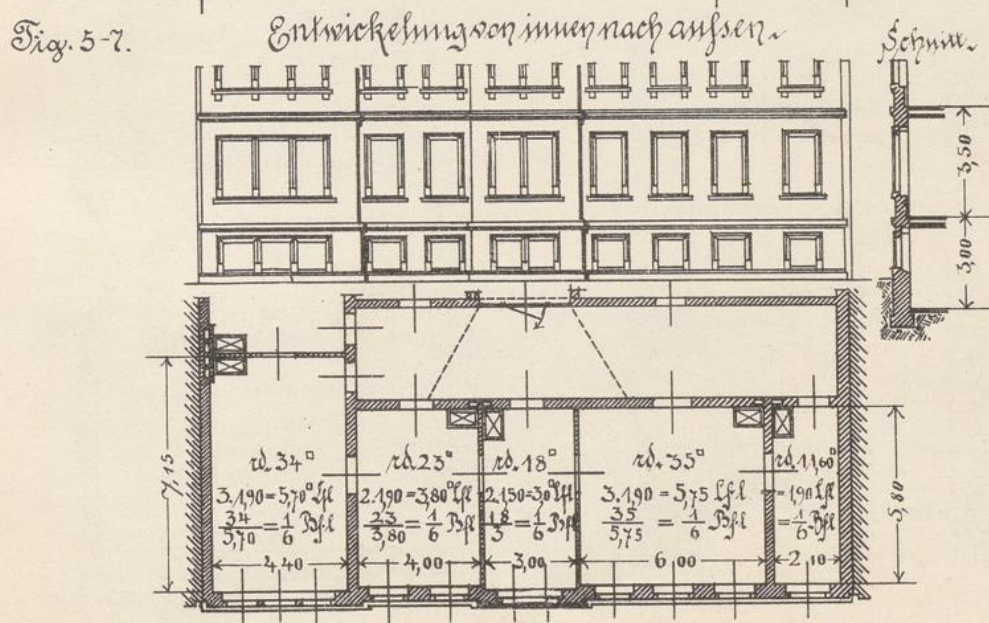 Fig. 5-7.
Entwickelung von innen nach außen.
Schnitt.
3,50
3,00
7,15
rd. 34□
3.1,90 = 5,70□ Lfl
34/5,70 = 1/6 Bfl
4,40
rd. 23□
2.1,90 = 3,80□ Lfl
23/3,80 = 1/6 Bfl
4,00
rd. 18□
2.1,50 = 3,0□ Lfl
18/3 = 1/6 Bfl
3,00
rd. 35□
3.1,90 = 5,75 Lfl
35/5,75 = 1/6 Bfl
6,00
rd. 11,60□
= 1,90 Lfl
= 1/6 Bfl
2,10
5,80